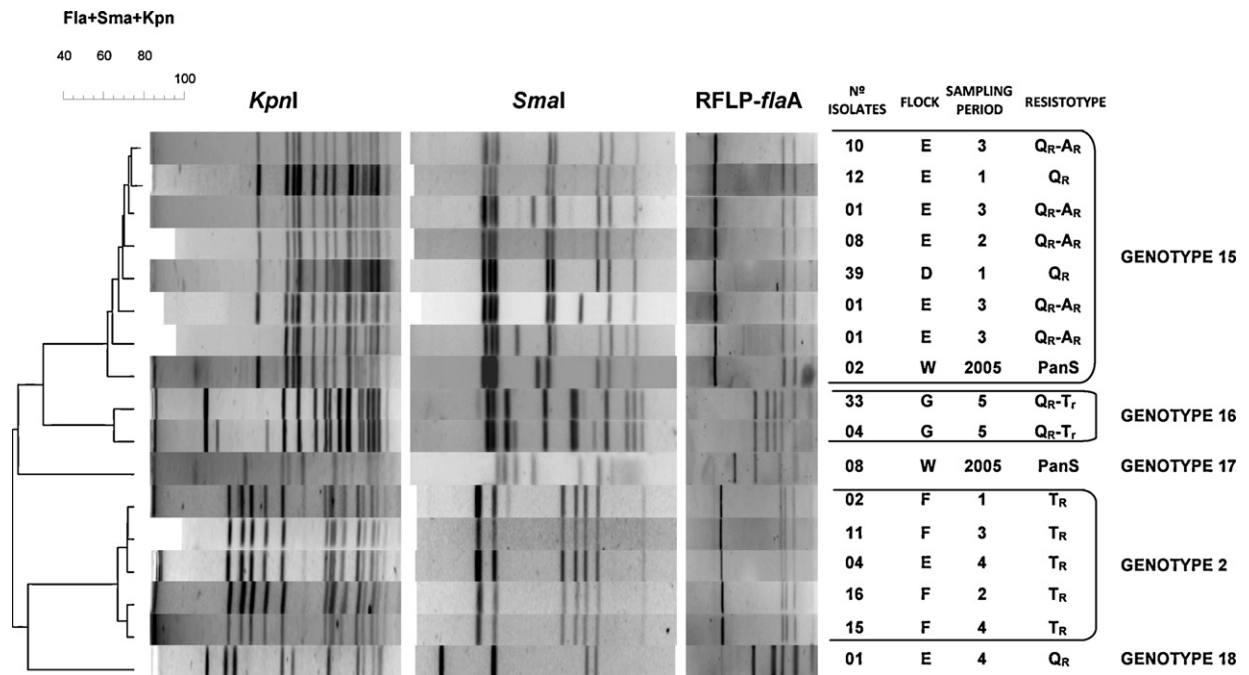 Fla+Sma+Kpn
40 60 80 100
KpnI SmaI RFLP-flaA Nº ISOLATES FLOCK SAMPLING PERIOD RESISTOTYPE
10 E 3 QR-AR
12 E 1 QR
01 E 3 QR-AR
08 E 2 QR-AR
GENOTYPE 15
39 D 1 QR
01 E 3 QR-AR
01 E 3 QR-AR
02 W 2005 PanS
33 G 5 QR-Tr
GENOTYPE 16
04 G 5 QR-Tr
08 W 2005 PanS GENOTYPE 17
02 F 1 TR
11 F 3 TR
04 E 4 TR GENOTYPE 2
16 F 2 TR
15 F 4 TR
01 E 4 QR GENOTYPE 18